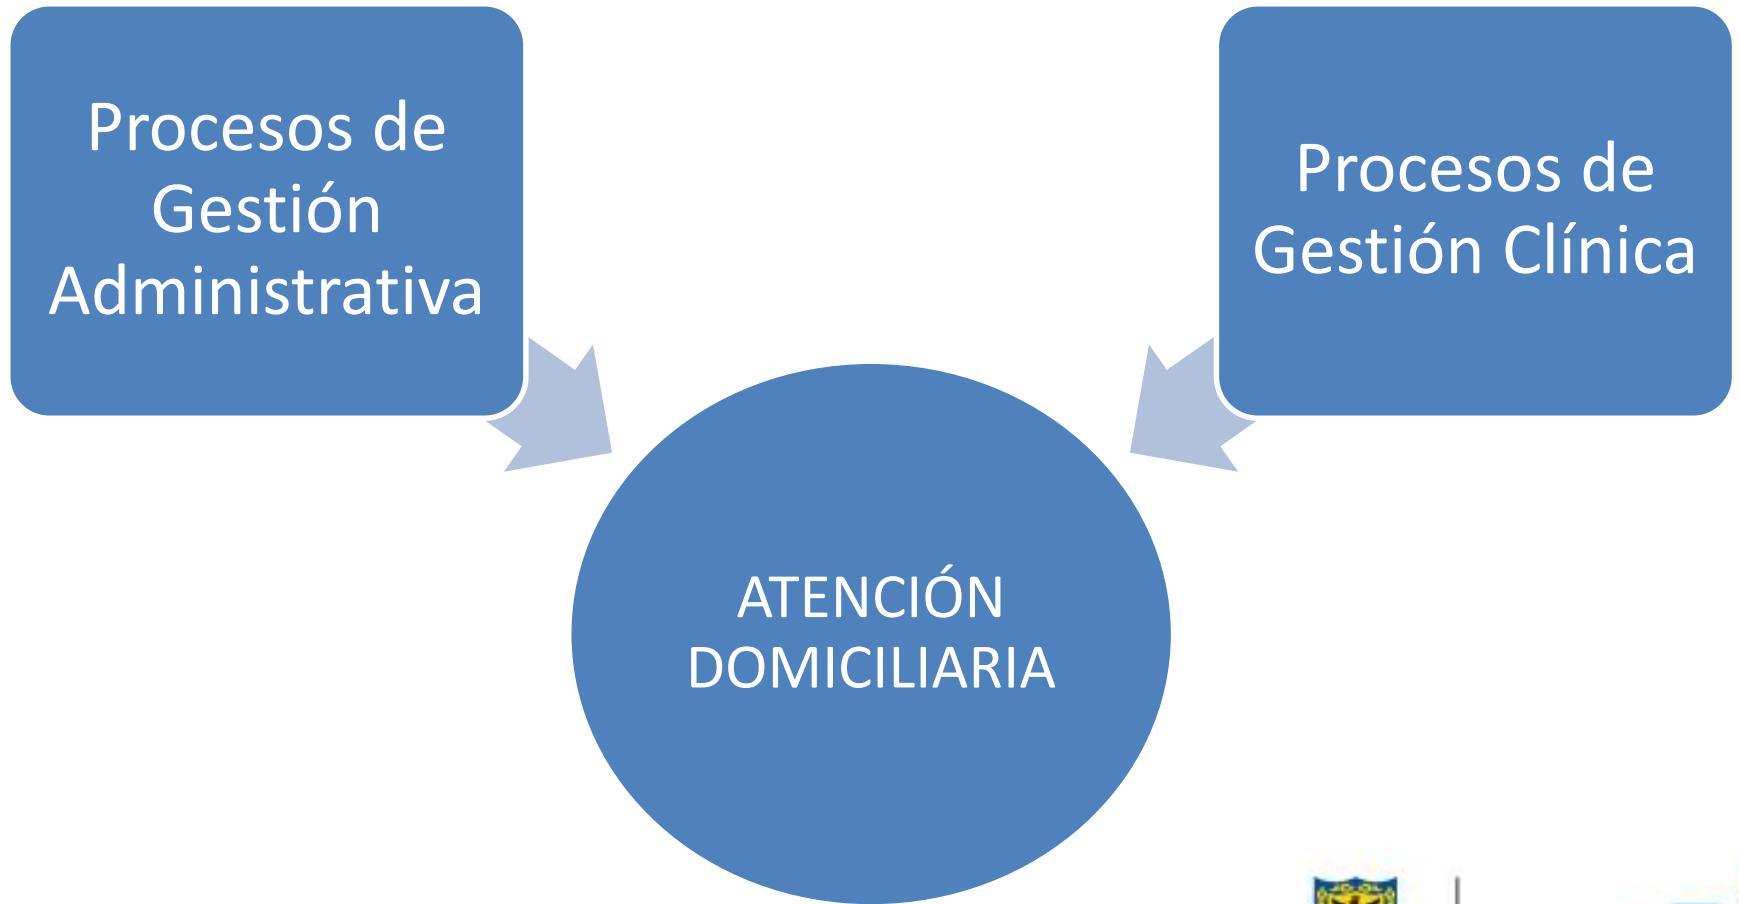 Procesos de
Gestión
Administrativa
Procesos de
Gestión Clínica
ATENCIÓN
DOMICILIARIA